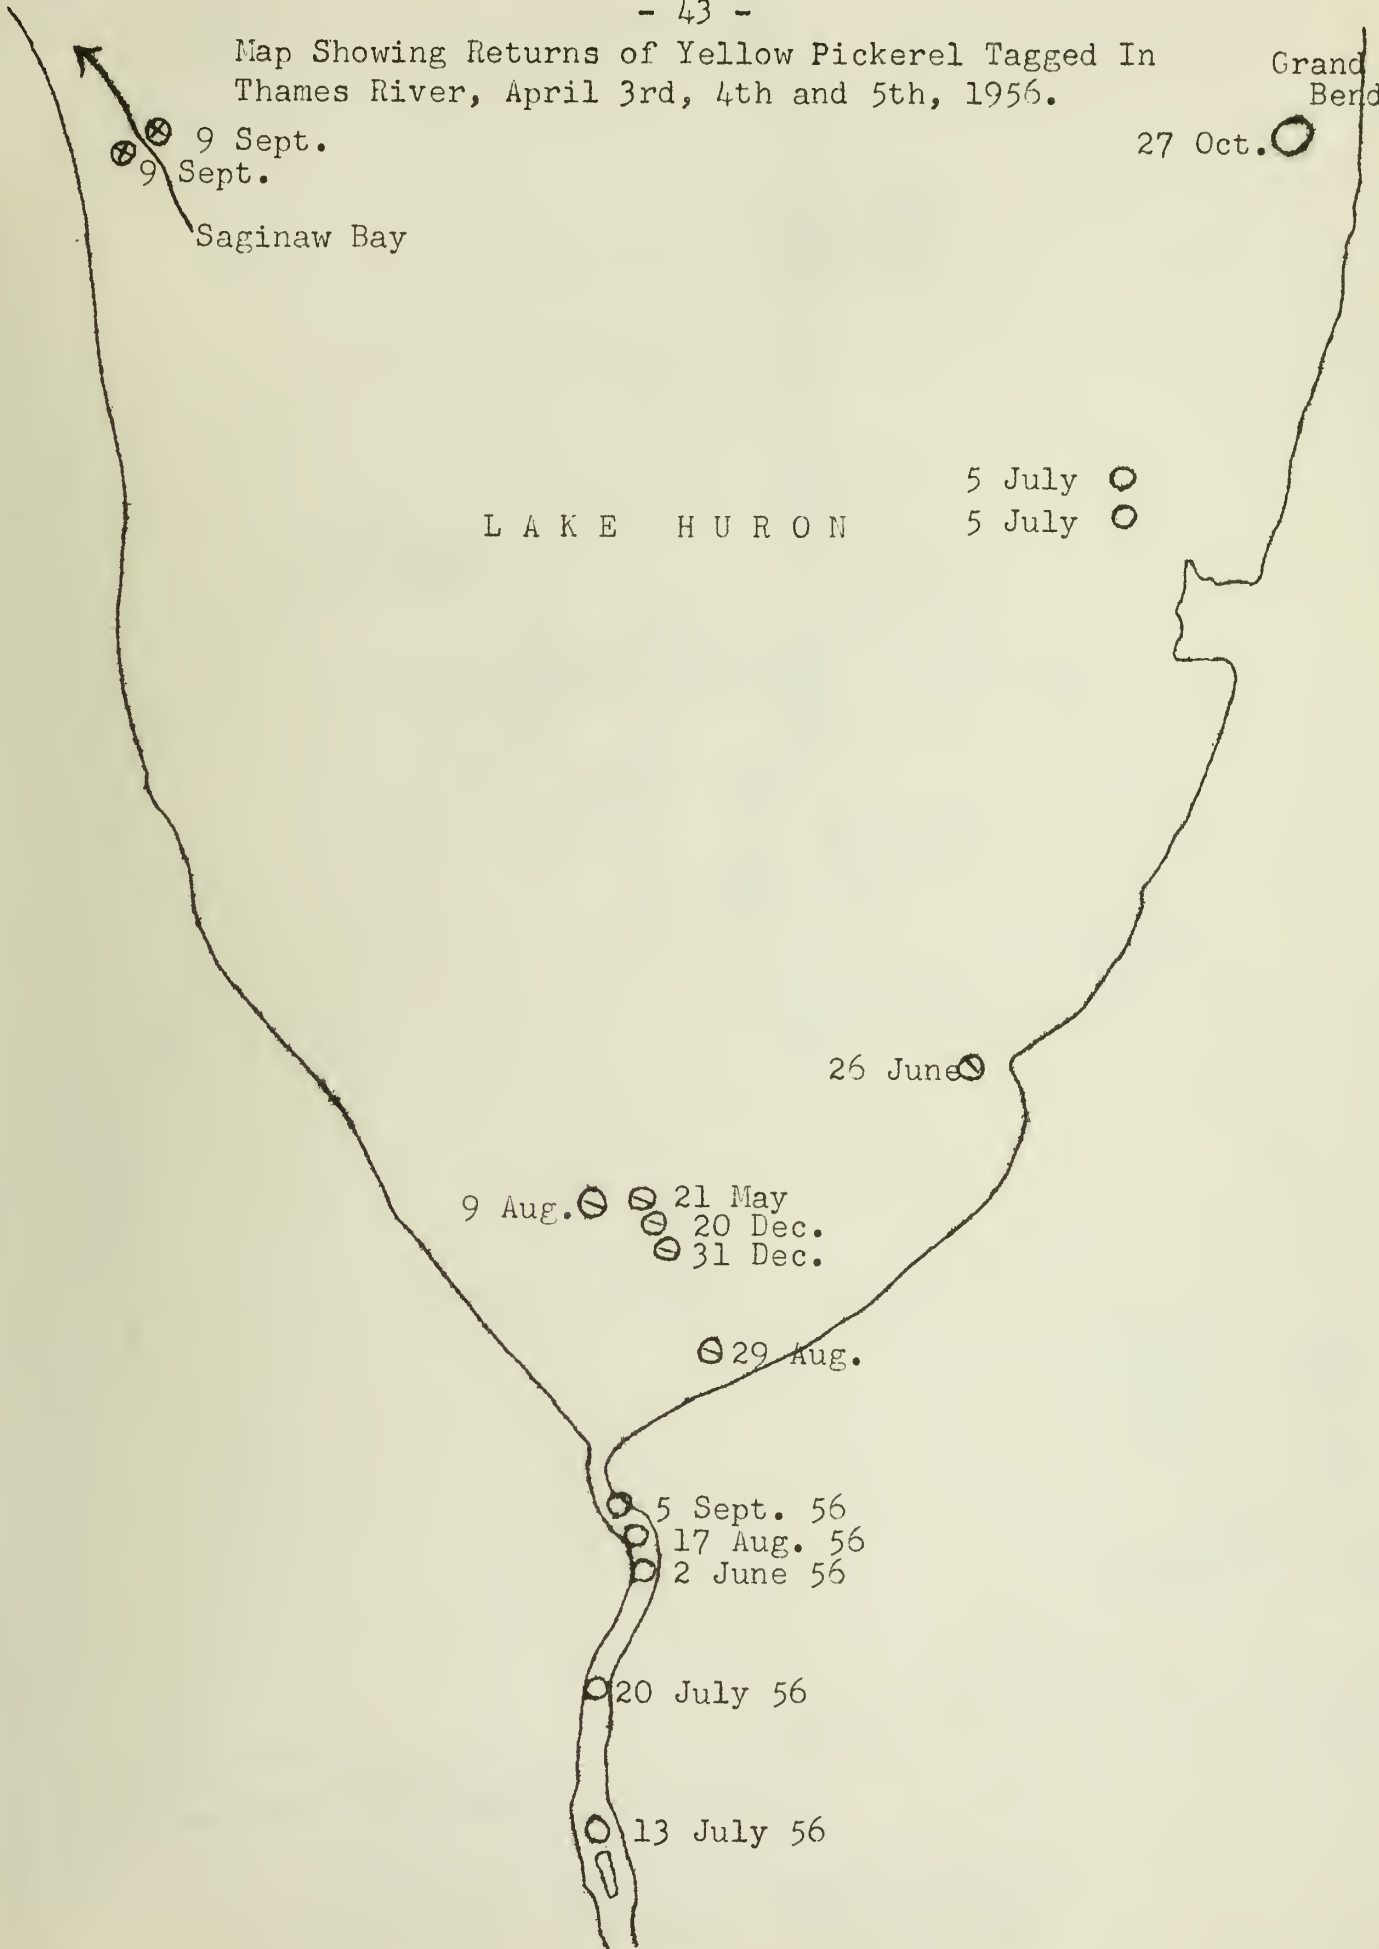 - 43 -
Map Showing Returns of Yellow Pickerel Tagged In
Thames River, April 3rd, 4th and 5th, 1956.
Grand
Bend
9 Sept.
9 Sept.
27 Oct.
Saginaw Bay
5 July
LAKE HURON
5 July
26 June
9 Aug.
21 May
20 Dec.
31 Dec.
29 Aug.
5 Sept. 56
17 Aug. 56
2 June 56
20 July 56
13 July 56